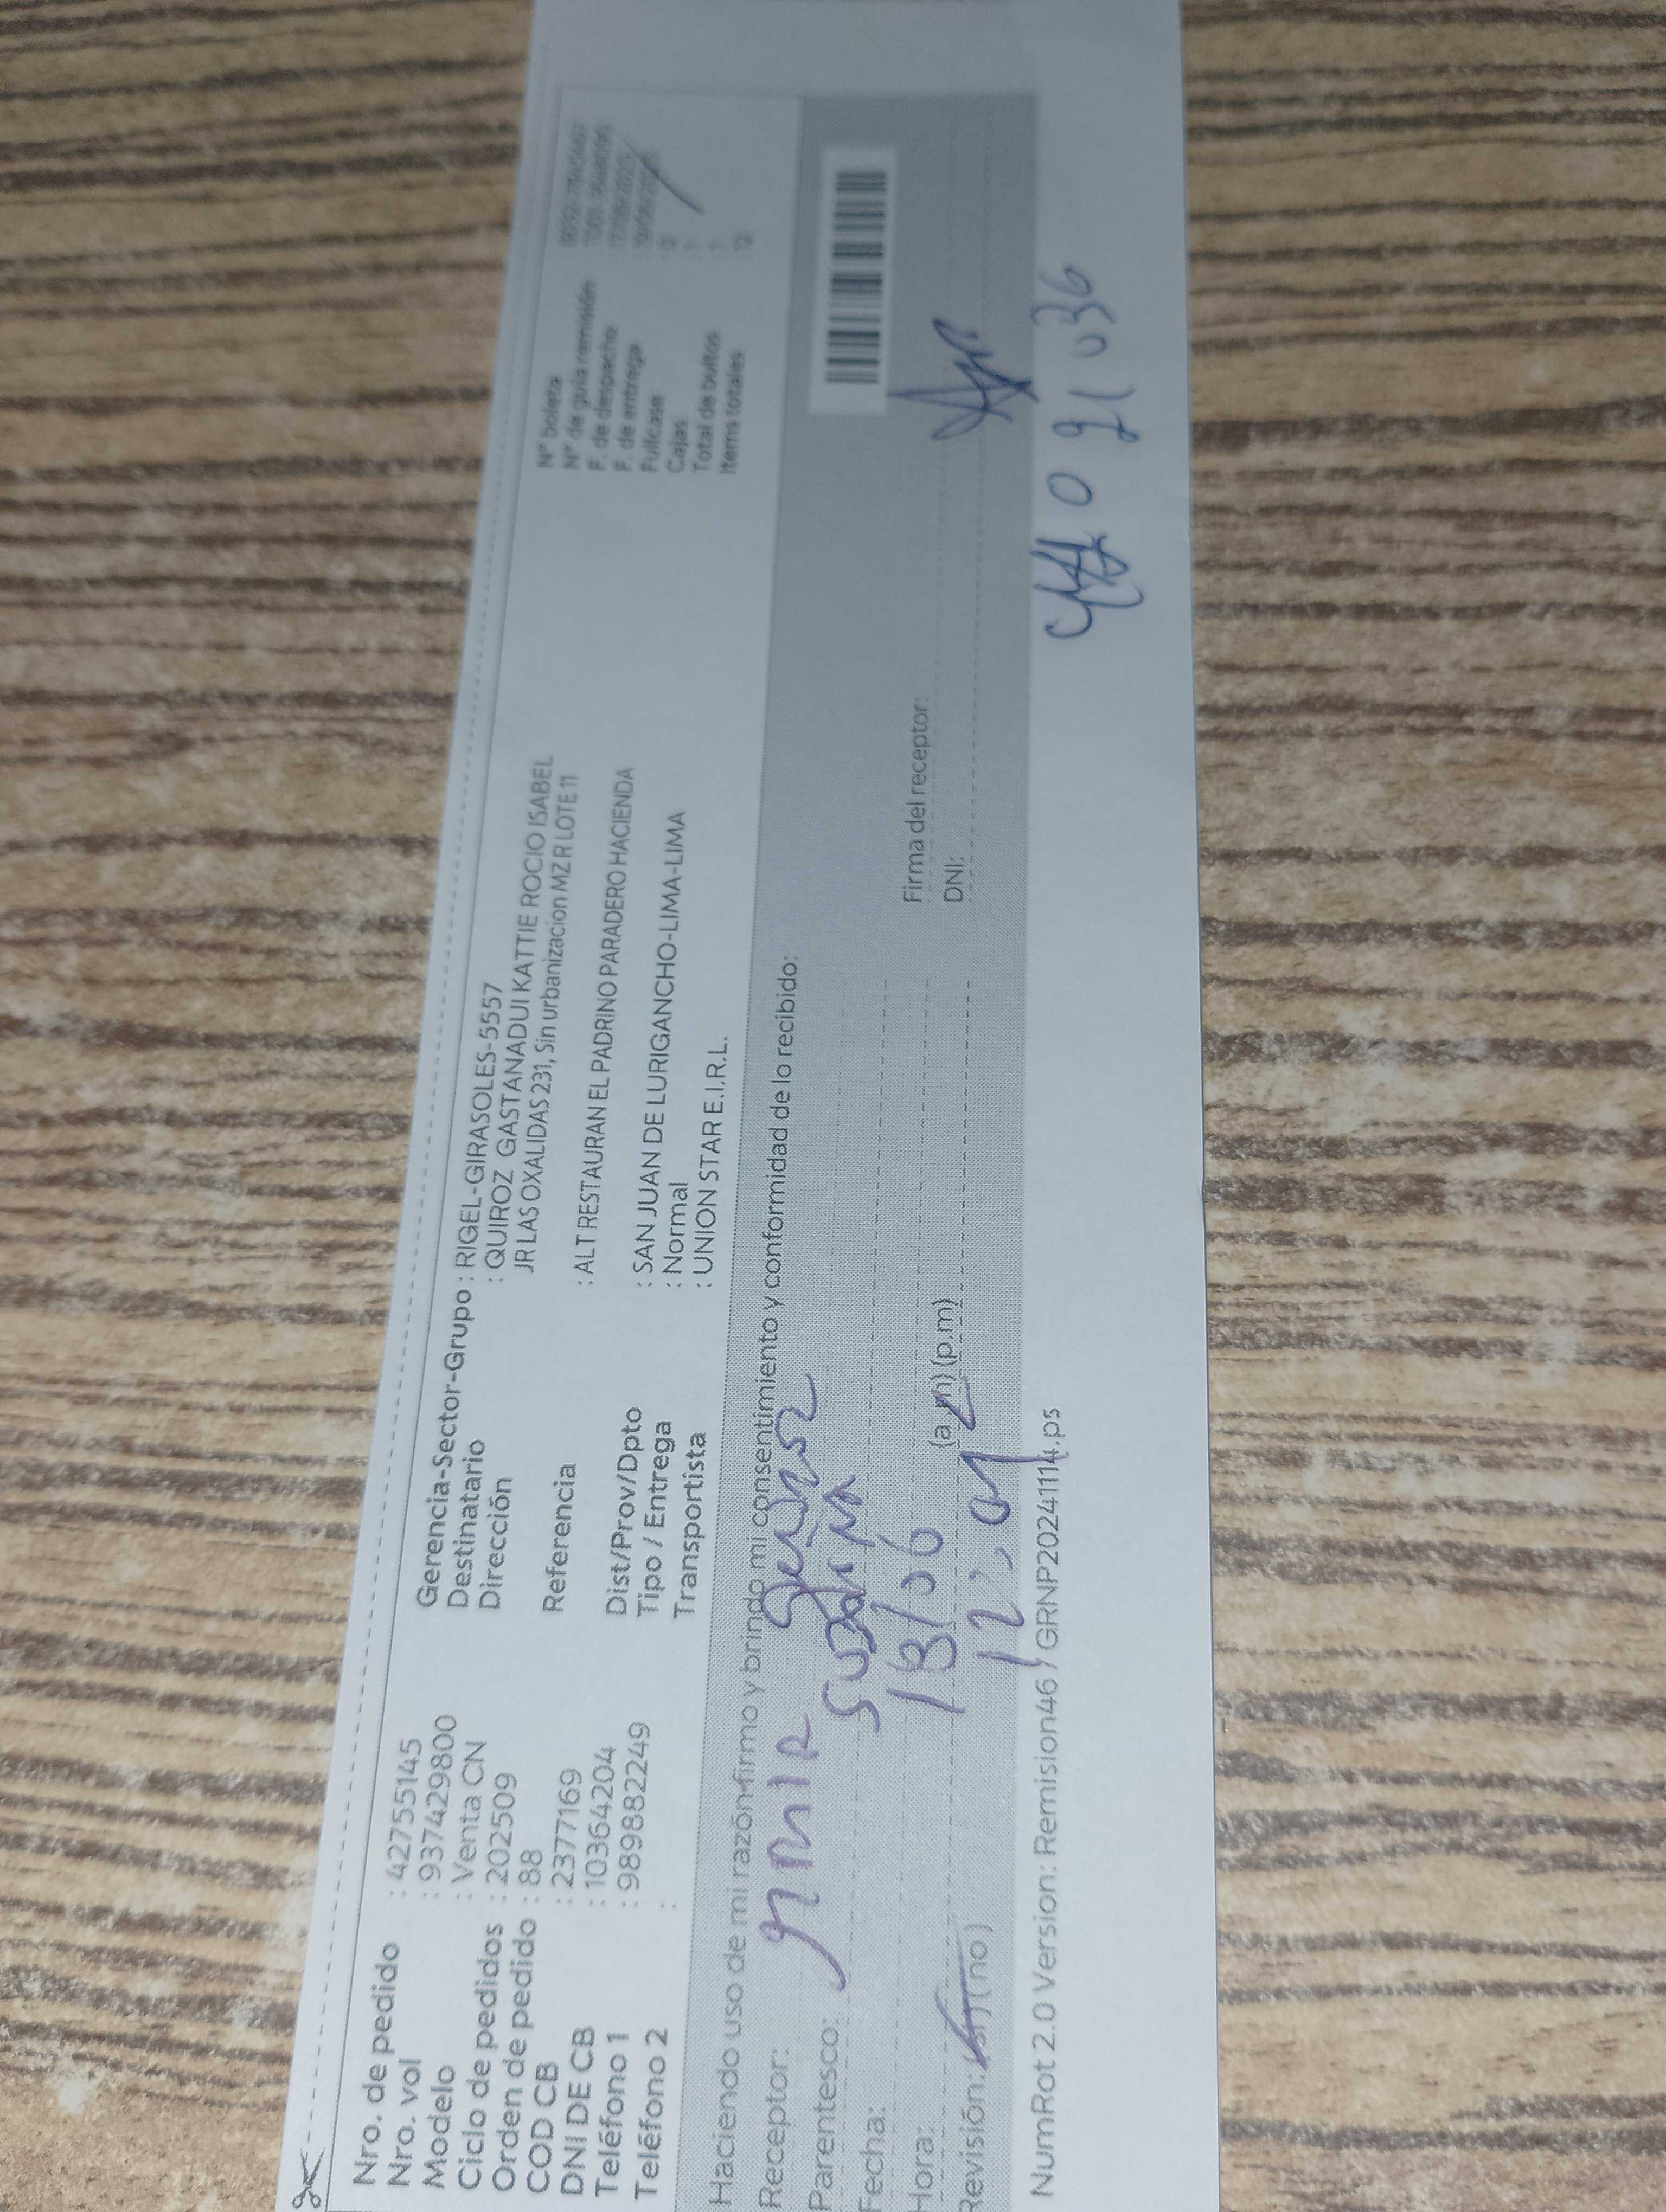 Nro. de pedido : 427555145
Nro. vol : 937429800
Modelo : Venta CN
Ciclo de pedidos : 202509
Orden de pedido : 88
COD CB : 2377169
DNI DE CB : 10364204
Teléfono 1 : 989882249
Teléfono 2 :
Gerencia-Sector-Grupo : RIGEL-GIRASOLES-5557
Destinatario : QUIROZ GASTANADUI KATTIE ROCIO ISABEL
Dirección JR LAS OXALIDAS 231, Sin urbanizacion MZ R LOTE 11
Referencia : ALT RESTAURAN EL PADRINO PARADERO HACIENDA
Dist/Prov/Dpto : SAN JUAN DE LURIGANCHO-LIMA-LIMA
Tipo / Entrega : Normal
Transportista : UNION STAR E.I.R.L.
N° boleta
N° de guía remisión
F. de despacho
F. de entrega
Fullcase
Cajas
Total de bultos : 1
Items totales : 12
Haciendo uso de mi razón-firmo y brindo mi consentimiento y conformidad de lo recibido:
Receptor:
Parentesco:
Fecha: 13/06
Hora: (a.m) (p.m)
Revisión: (si) (no)
Firma del receptor:
DNI:
NumRot 2.0 Version: Remision46 / GRNP20241114.ps